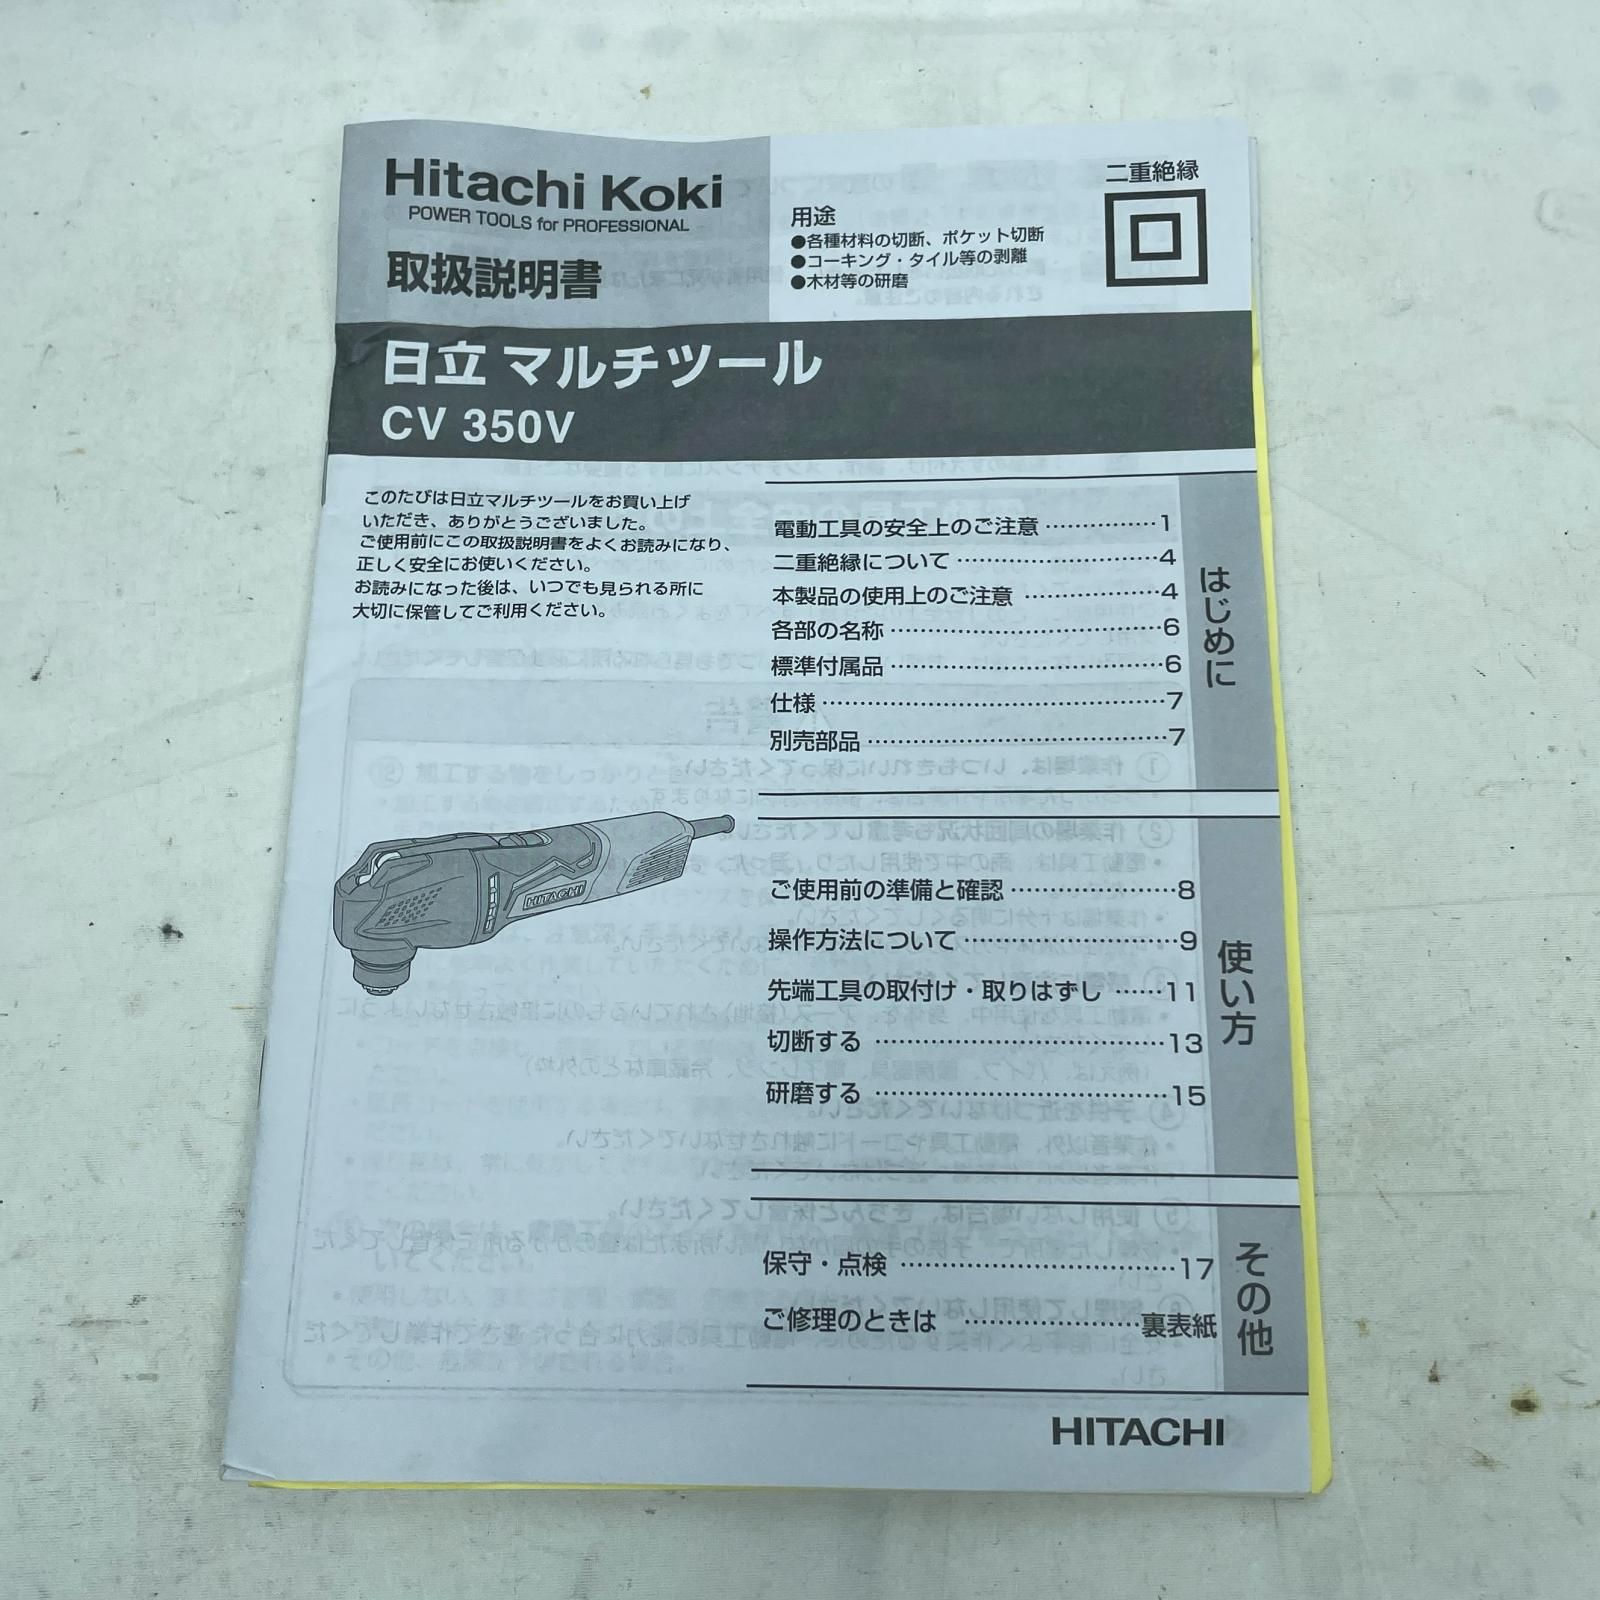 Hitachi Koki
POWER TOOLS for PROFESSIONAL
取扱説明書
用途
●各種材料の切断、ポケット切断
●コーキング・タイル等の剥離
●木材等の研磨
二重絶縁
日立 マルチツール
CV 350V
このたびは日立マルチツールをお買い上げ
いただき、ありがとうございました。
ご使用前にこの取扱説明書をよくお読みになり、
正しく安全にお使いください。
お読みになった後は、いつでも見られる所に
大切に保管してご利用ください。
HITACHI
はじめに
電動工具の安全上のご注意 ……………1
二重絶縁について ……………………4
本製品の使用上のご注意 ………………4
各部の名称 ……………………………6
標準付属品 ……………………………6
仕様 ……………………………………7
別売部品 ………………………………7
使い方
ご使用前の準備と確認 …………………8
操作方法について ………………………9
先端工具の取付け・取りはずし ……11
切断する ………………………………13
研磨する ………………………………15
その他
保守・点検 ……………………………17
ご修理のときは …………………裏表紙
HITACHI